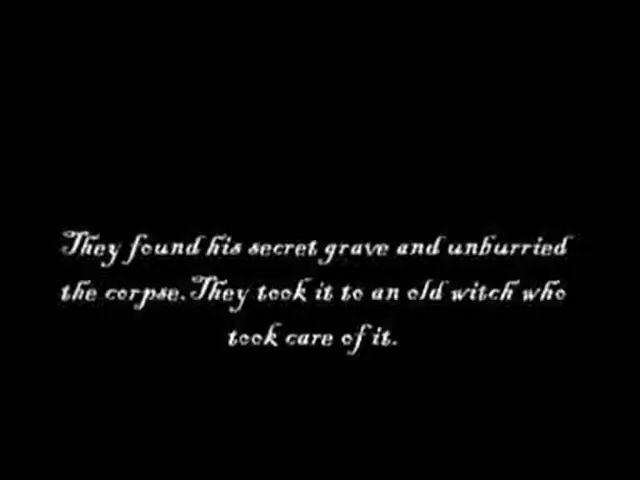 They found his secret grave and unburried
the corpse. They took it to an old witch who
took care of it.